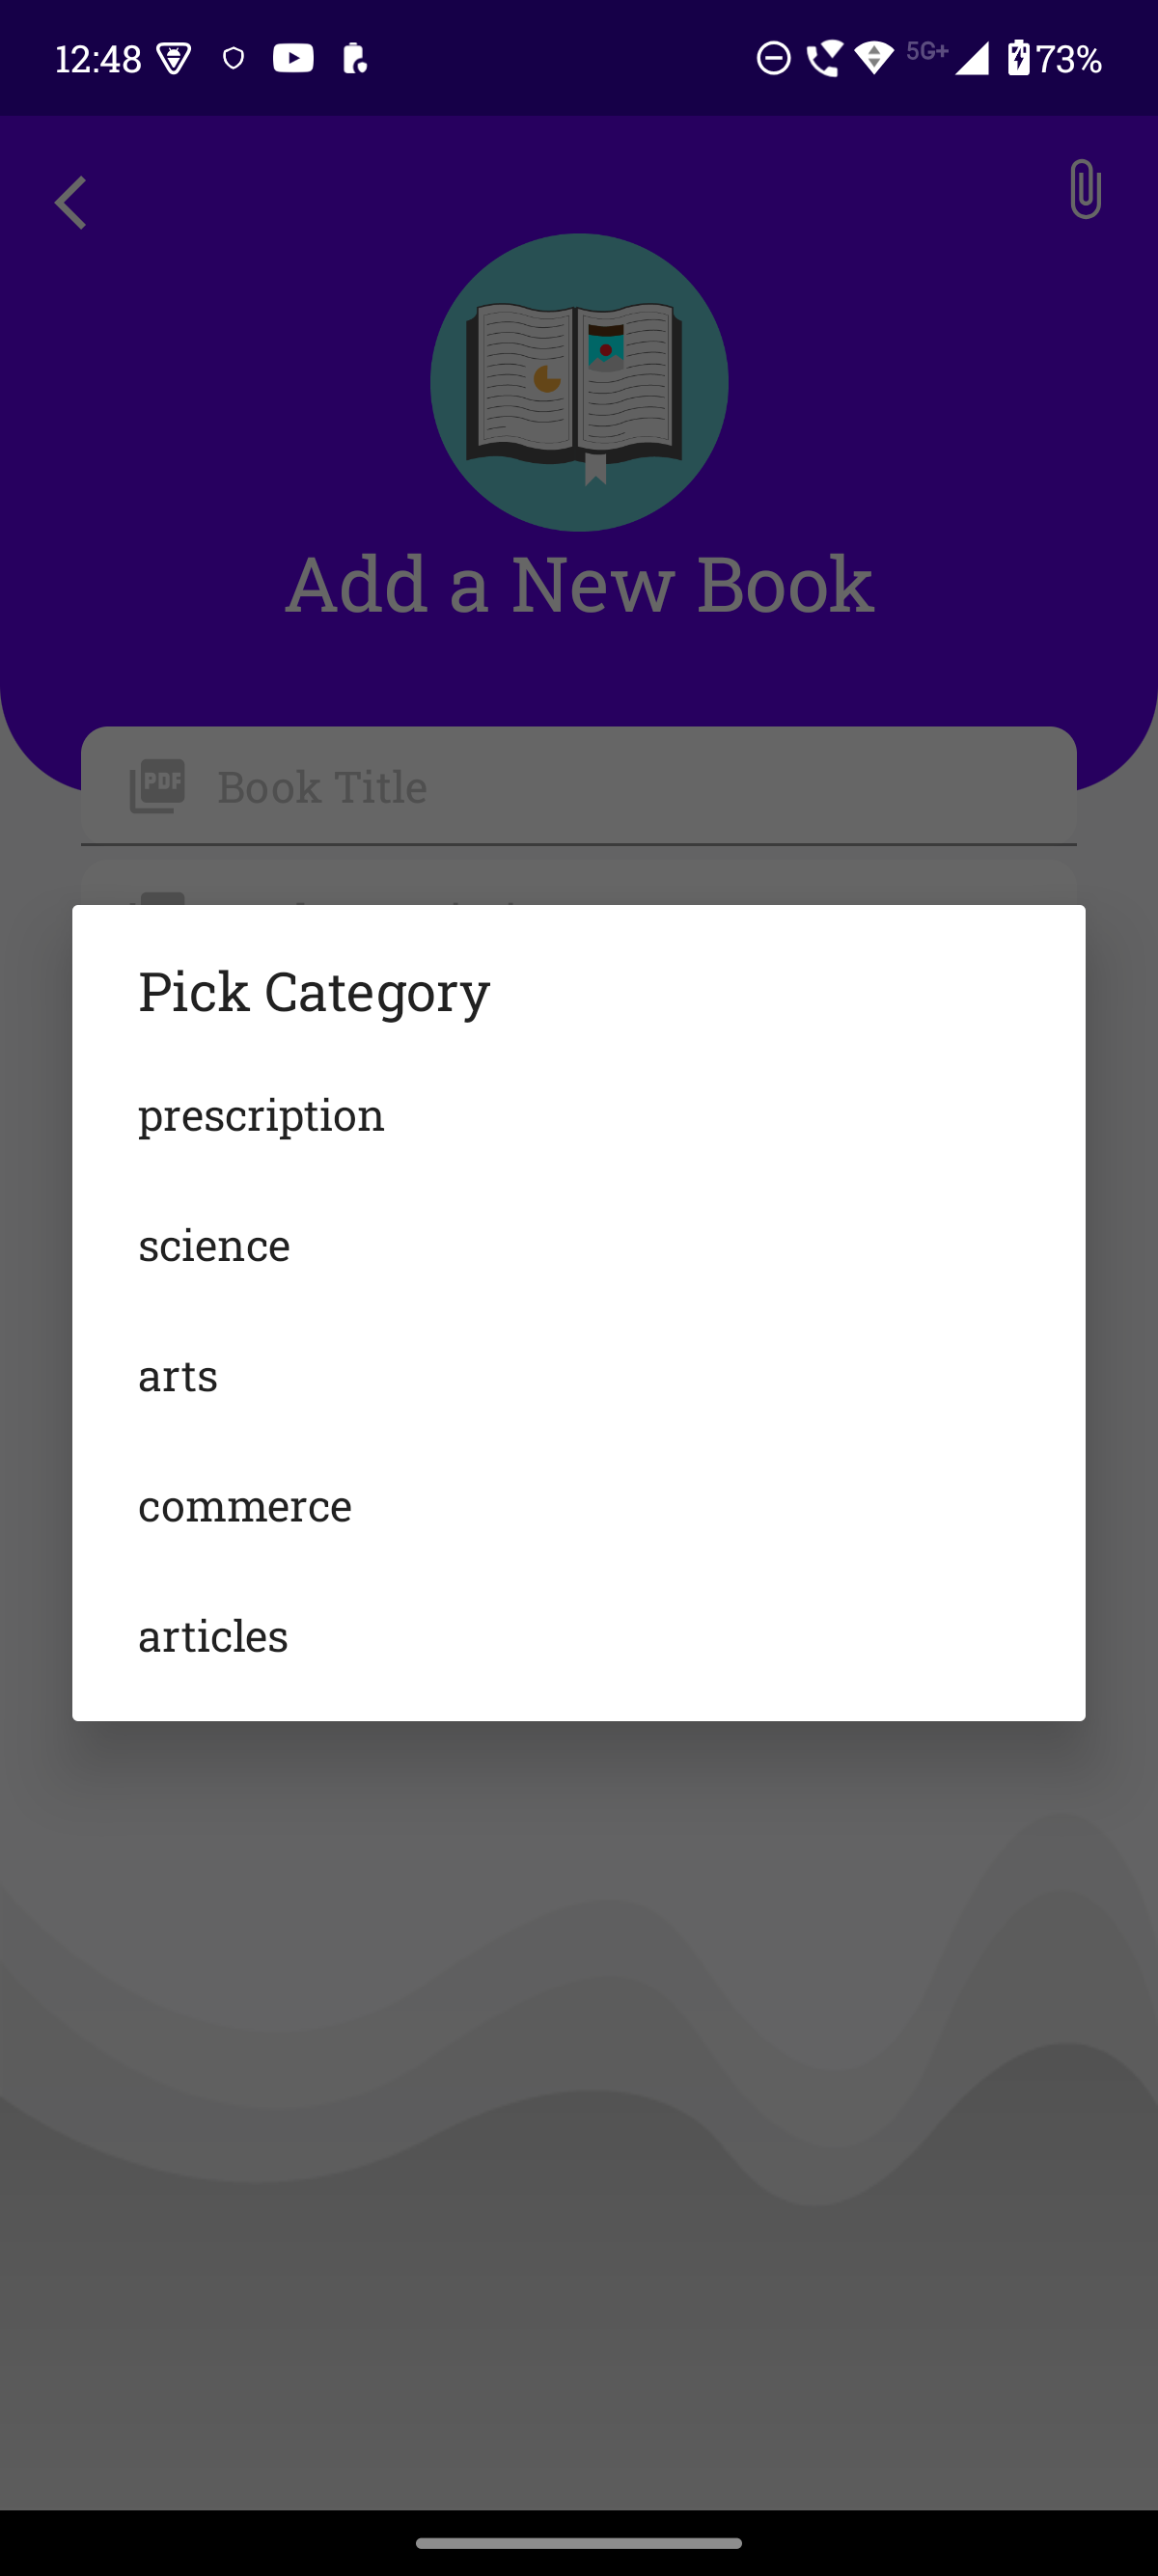 12:48
5G+
73%
Add a New Book
PDF
Book Title
Pick Category
prescription
science
arts
commerce
articles